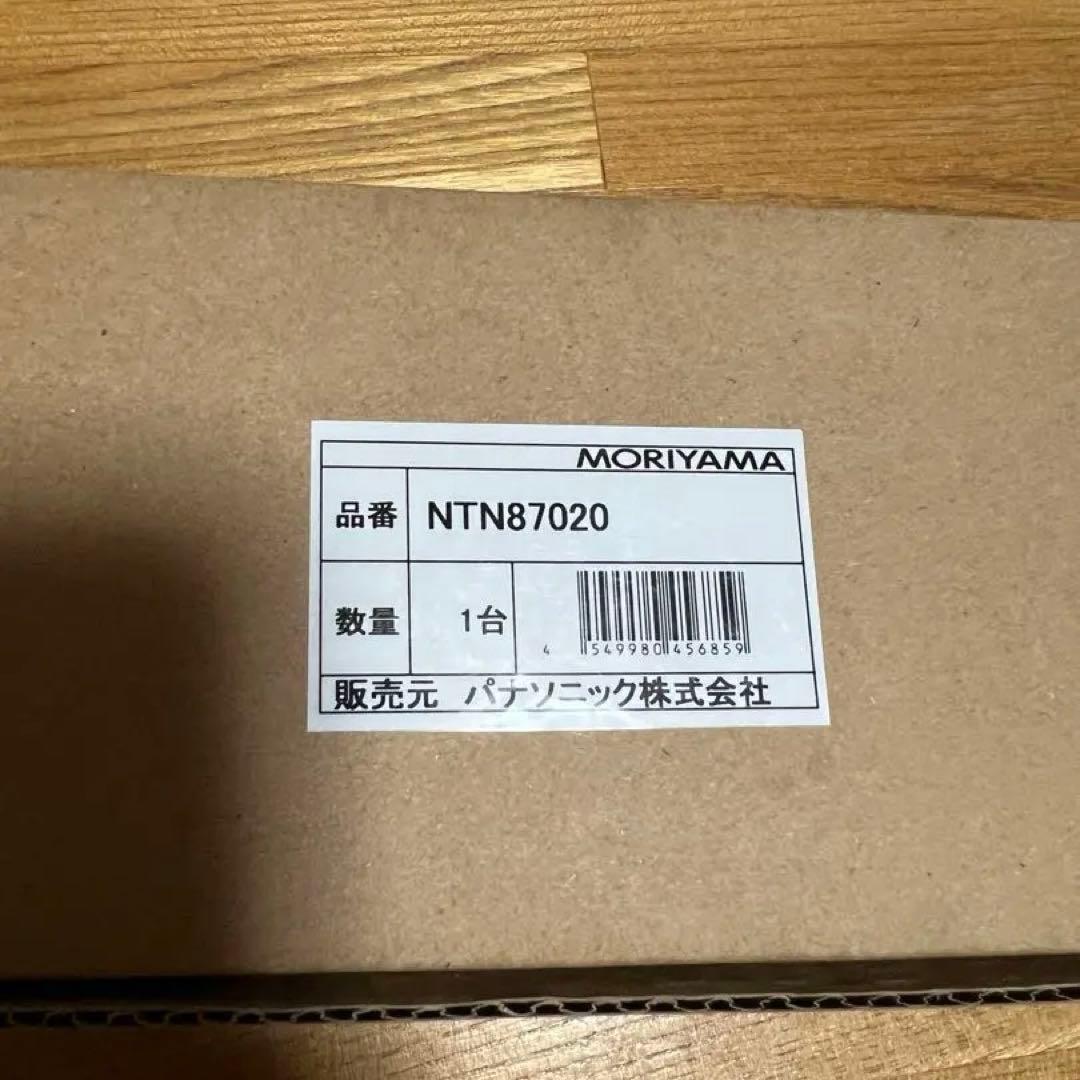 MORIYAMA
品番 NTN87020
数量 1台
4 549980 456859
販売元 パナソニック株式会社